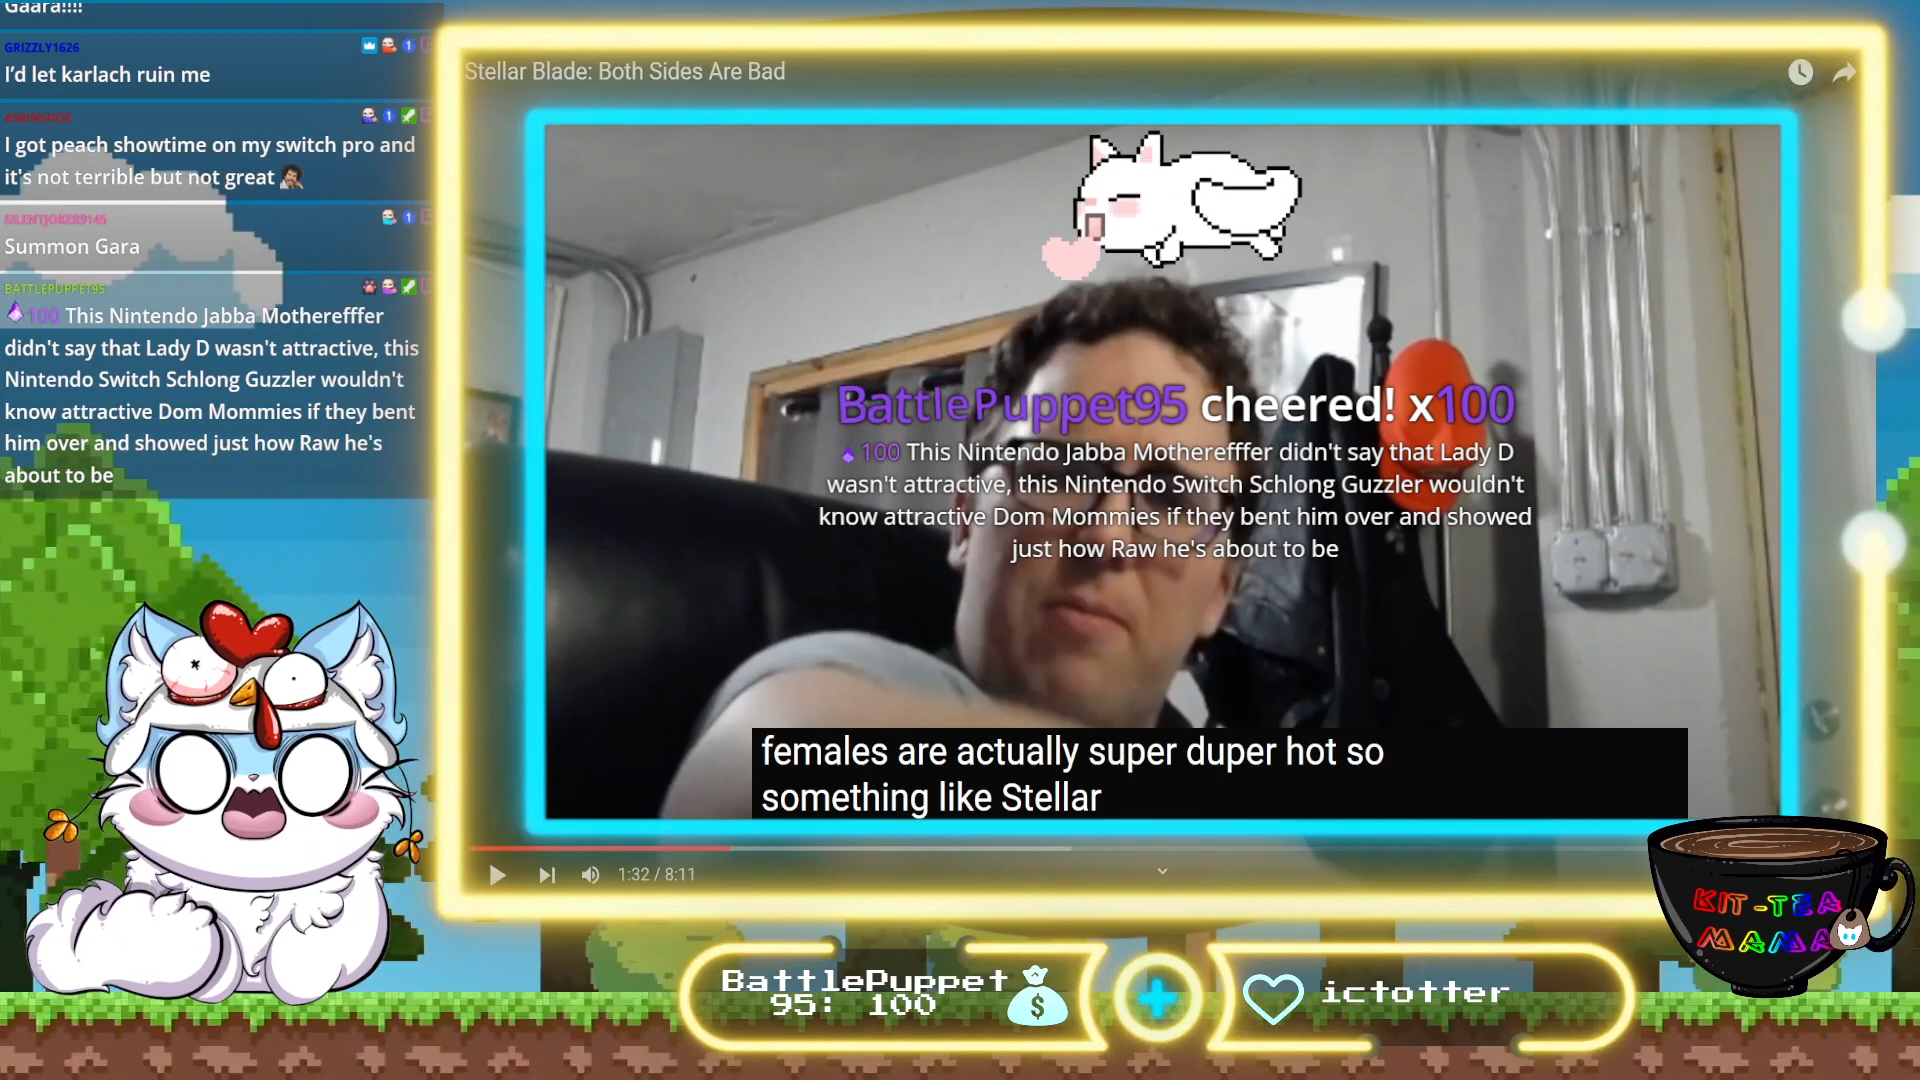 Gaara!!!!
GRIZZLY1626
I'd let karlach ruin me
I got peach showtime on my switch pro and
it's not terrible but not great
SILENTJOKER9145
Summon Gara
BATTLEPUPPET95
100 This Nintendo Jabba Motherefffer
didn't say that Lady D wasn't attractive, this
Nintendo Switch Schlong Guzzler wouldn't
know attractive Dom Mommies if they bent
him over and showed just how Raw he's
about to be
Stellar Blade: Both Sides Are Bad
BattlePuppet95 cheered! x100
100 This Nintendo Jabba Motherefffer didn't say that Lady D
wasn't attractive, this Nintendo Switch Schlong Guzzler wouldn't
know attractive Dom Mommies if they bent him over and showed
just how Raw he's about to be
females are actually super duper hot so
something like Stellar
1:32 / 8:11
BattlePuppet
95: 100
$
ictotter
KIT-TEA
MAMA